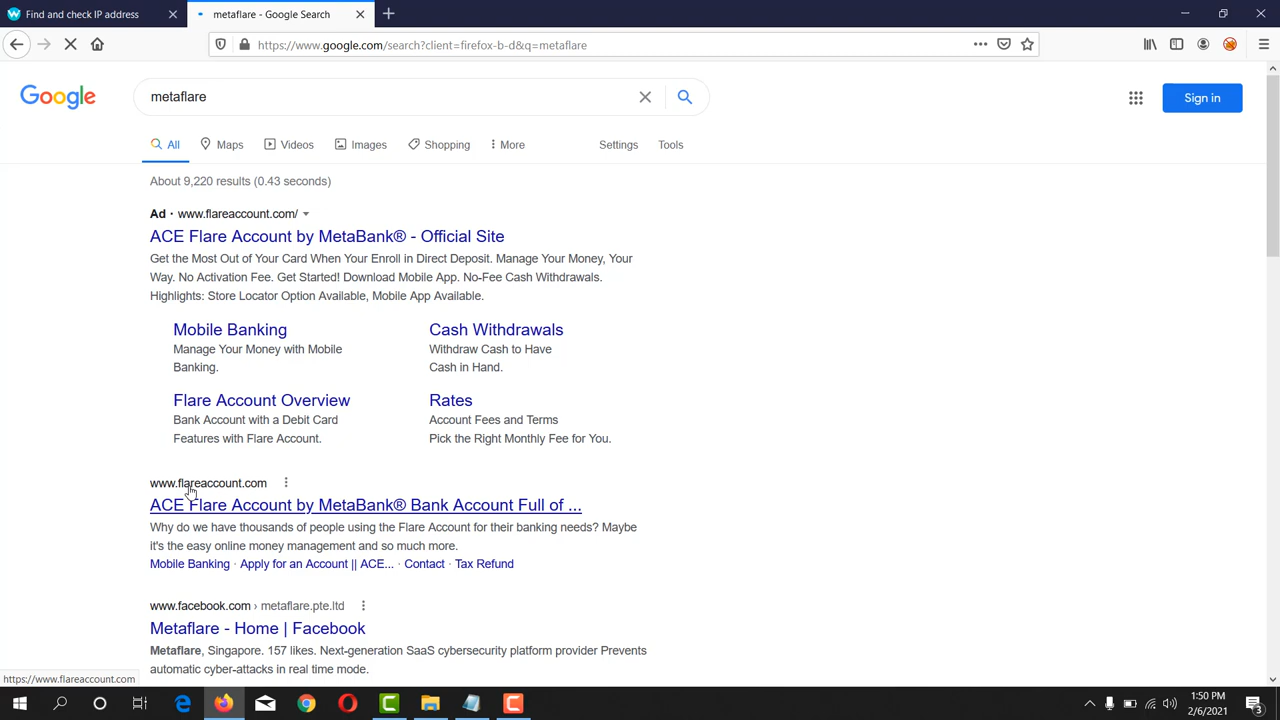 Find and check IP address
metaflare - Google Search
https://www.google.com/search?client=firefox-b-d&q=metaflare
Google
metaflare
Sign in
All
Maps
Videos
Images
Shopping
More
Settings
Tools
About 9,220 results (0.43 seconds)
Ad · www.flareaccount.com/
ACE Flare Account by MetaBank® - Official Site
Get the Most Out of Your Card When Your Enroll in Direct Deposit. Manage Your Money, Your
Way. No Activation Fee. Get Started! Download Mobile App. No-Fee Cash Withdrawals.
Highlights: Store Locator Option Available, Mobile App Available.
Mobile Banking
Manage Your Money with Mobile
Banking.
Cash Withdrawals
Withdraw Cash to Have
Cash in Hand.
Flare Account Overview
Bank Account with a Debit Card
Features with Flare Account.
Rates
Account Fees and Terms
Pick the Right Monthly Fee for You.
www.flareaccount.com
ACE Flare Account by MetaBank® Bank Account Full of ...
Why do we have thousands of people using the Flare Account for their banking needs? Maybe
it's the easy online money management and so much more.
Mobile Banking · Apply for an Account || ACE... · Contact · Tax Refund
www.facebook.com › metaflare.pte.ltd
Metaflare - Home | Facebook
Metaflare, Singapore. 157 likes. Next-generation SaaS cybersecurity platform provider Prevents
automatic cyber-attacks in real time mode.
https://www.flareaccount.com
1:50 PM
2/6/2021
3